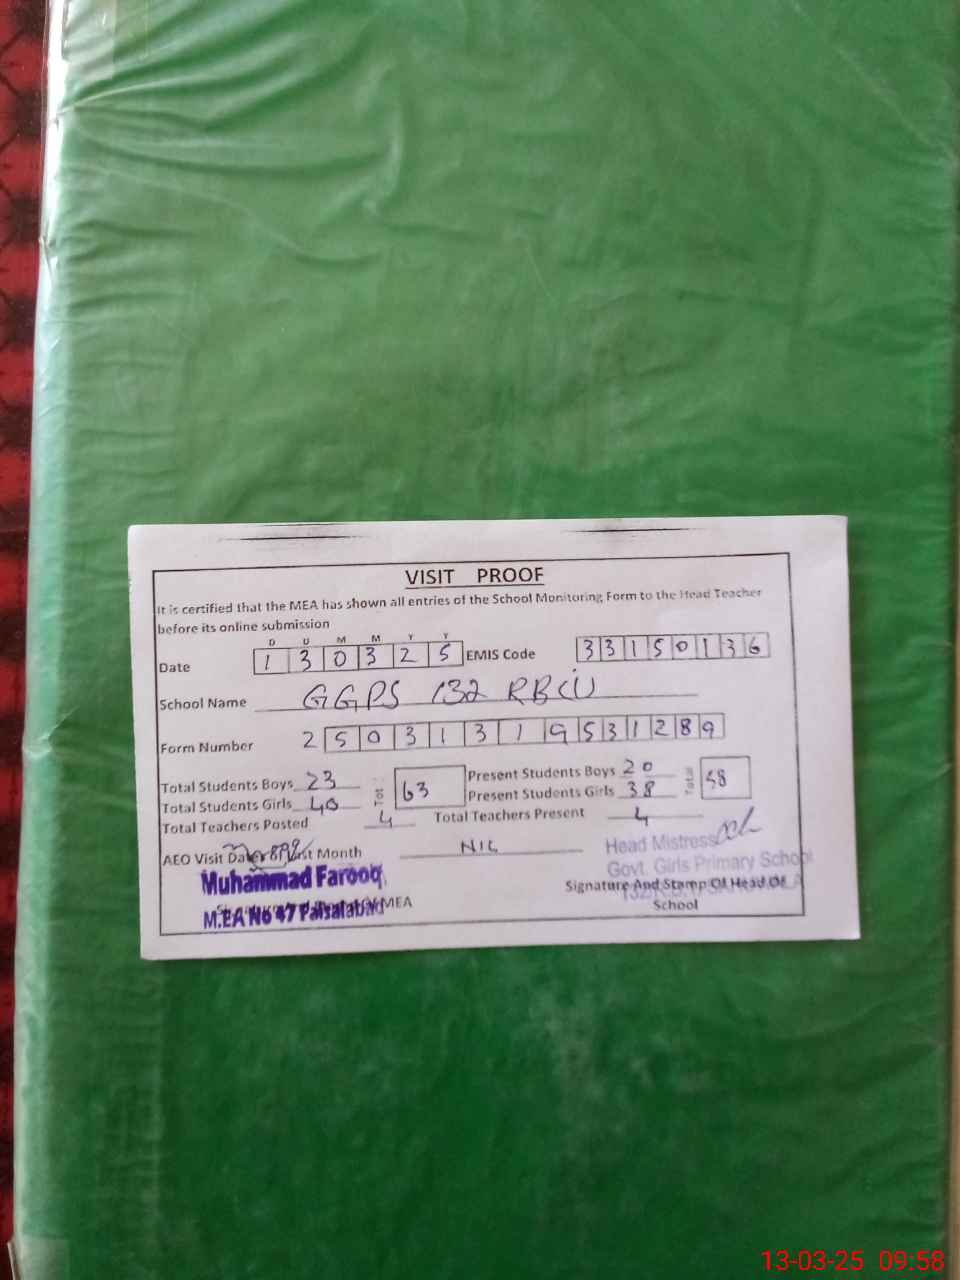 VISIT PROOF
It is certified that the MEA has shown all entries of the School Monitoring Form to the Head Teacher
before its online submission
D D M M Y Y
Date 1 3 0 3 2 5 EMIS Code 3 3 1 5 0 1 3 6
School Name GGPS 132 RB
Form Number 2 5 0 3 1 3 1 9 5 3 1 2 8 9
Total Students Boys 23 Tot 63 Present Students Boys 20 Total 58
Total Students Girls 40 Present Students Girls 38
Total Teachers Posted 4 Total Teachers Present 4
AEO Visit Date Last Month NIL
Head Mistress
Govt. Girls Primary School
Muhammad Farooq
M.E.A No 47 Faisalabad
MEA
Signature And Stamp Of Head Of
School
13-03-25 09:58